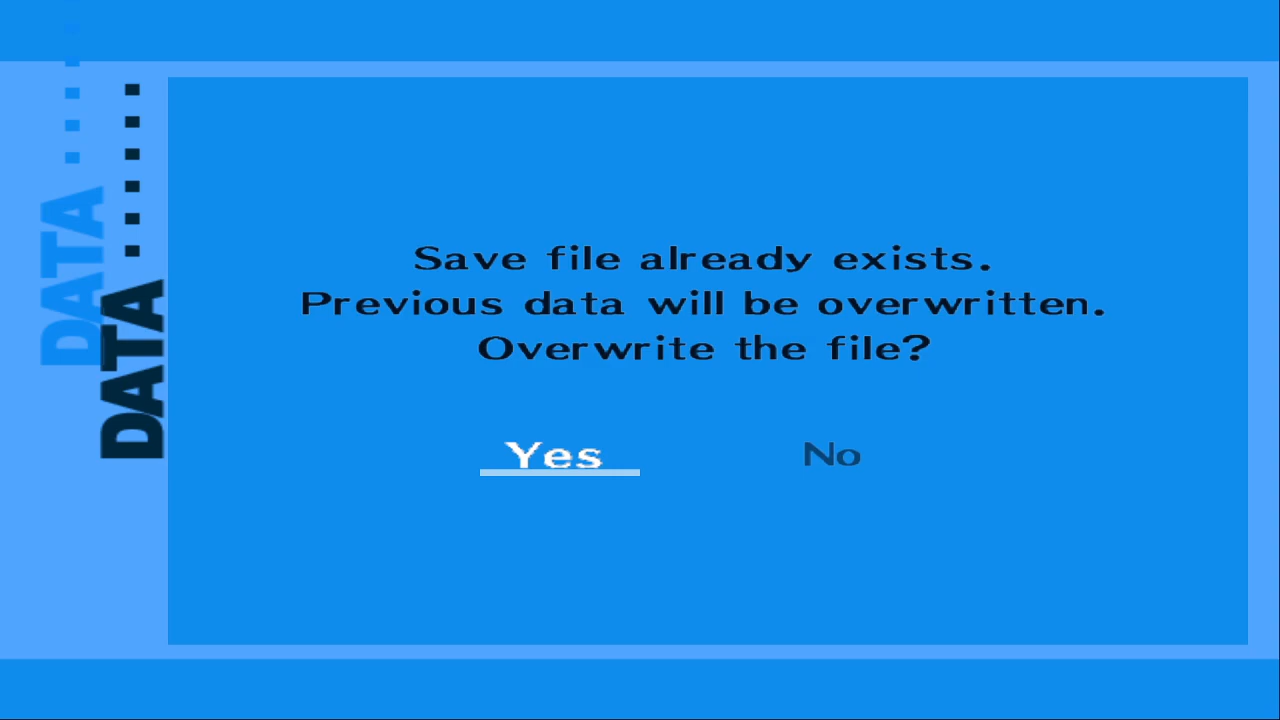 DATA ......
DATA ......
Save file already exists.
Previous data will be overwritten.
Overwrite the file?
Yes No